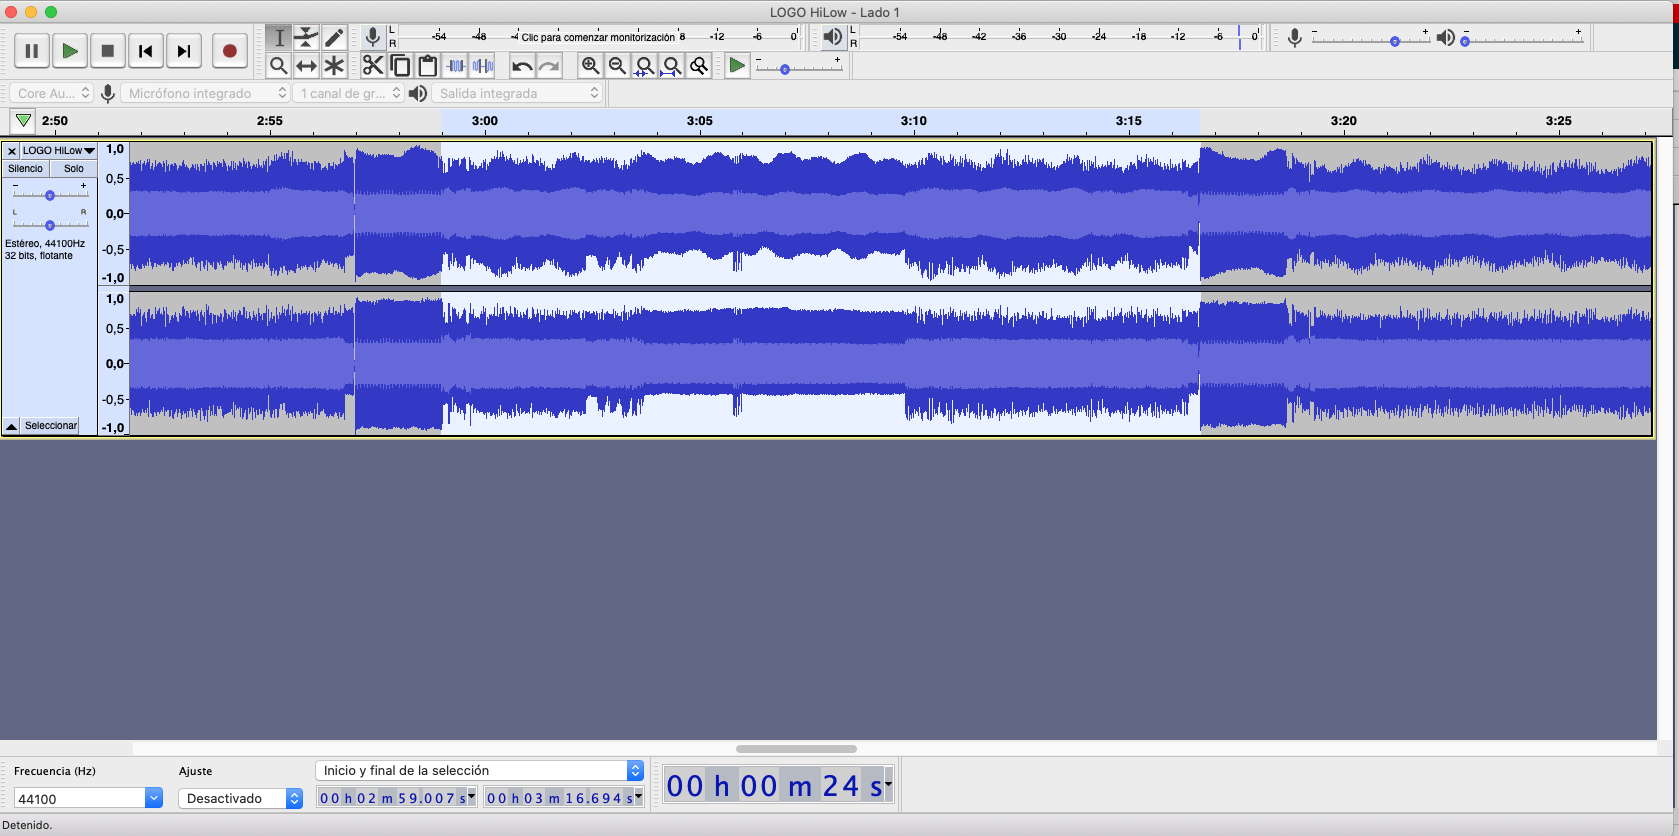 LOGO HiLow - Lado 1
L
R
-54 -48 -4 Clic para comenzar monitorización 8 -12 -6 0
L
R
-54 -48 -42 -36 -30 -24 -18 -12 -6 0
- +
- +
- +
Core Au... Micrófono integrado 1 canal de gr... Salida integrada
2:50 2:55 3:00 3:05 3:10 3:15 3:20 3:25
LOGO HiLow
Silencio Solo
- +
L R
Estéreo, 44100Hz
32 bits, flotante
Seleccionar
1,0
0,5-
0,0-
-0,5-
-1,0
1,0
0,5-
0,0-
-0,5-
-1,0
Frecuencia (Hz) Ajuste Inicio y final de la selección
44100 Desactivado 00 h 02 m 59.007 s 00 h 03 m 16.694 s
00 h 00 m 24 s
Detenido.